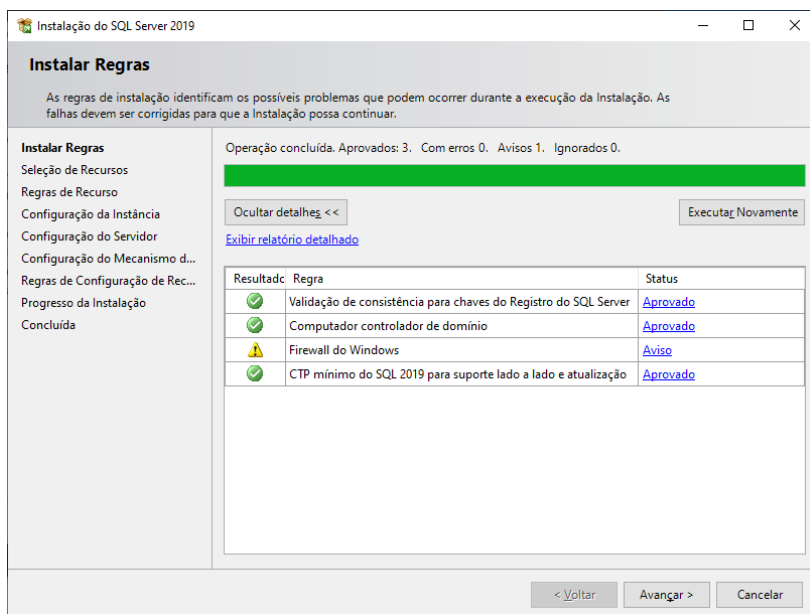 Instalação do SQL Server 2019
Instalar Regras
As regras de instalação identificam os possíveis problemas que podem ocorrer durante a execução da Instalação. As
falhas devem ser corrigidas para que a Instalação possa continuar.
Instalar Regras
Seleção de Recursos
Regras de Recurso
Configuração da Instância
Configuração do Servidor
Configuração do Mecanismo d...
Regras de Configuração de Rec...
Progresso da Instalação
Concluída
Operação concluída. Aprovados: 3. Com erros 0. Avisos 1. Ignorados 0.
Ocultar detalhes << Executar Novamente
Exibir relatório detalhado
Resultado Regra Status
Validação de consistência para chaves do Registro do SQL Server Aprovado
Computador controlador de domínio Aprovado
Firewall do Windows Aviso
CTP mínimo do SQL 2019 para suporte lado a lado e atualização Aprovado
< Voltar Avançar > Cancelar